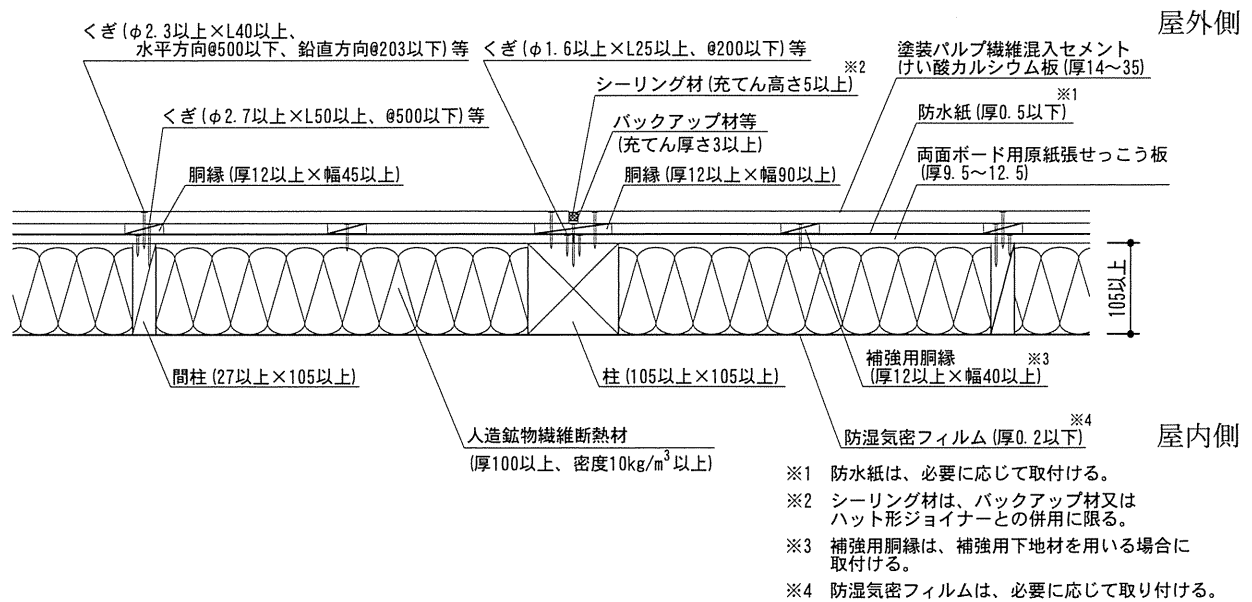 屋外側
くぎ(φ2.3以上×L40以上、
水平方向@500以下、鉛直方向@203以下)等
くぎ(φ1.6以上×L25以上、@200以下)等
塗装パルプ繊維混入セメント
けい酸カルシウム板(厚14～35)
シーリング材(充てん高さ5以上)※2
防水紙(厚0.5以下)※1
くぎ(φ2.7以上×L50以上、@500以下)等
バックアップ材等
(充てん厚さ3以上)
両面ボード用原紙張せっこう板
(厚9.5～12.5)
胴縁(厚12以上×幅45以上)
胴縁(厚12以上×幅90以上)
105以上
間柱(27以上×105以上)
柱(105以上×105以上)
補強用胴縁※3
(厚12以上×幅40以上)
人造鉱物繊維断熱材
(厚100以上、密度10kg/m³以上)
防湿気密フィルム(厚0.2以下)※4
屋内側
※1 防水紙は、必要に応じて取付ける。
※2 シーリング材は、バックアップ材又は
ハット形ジョイナーとの併用に限る。
※3 補強用胴縁は、補強用下地材を用いる場合に
取付ける。
※4 防湿気密フィルムは、必要に応じて取り付ける。